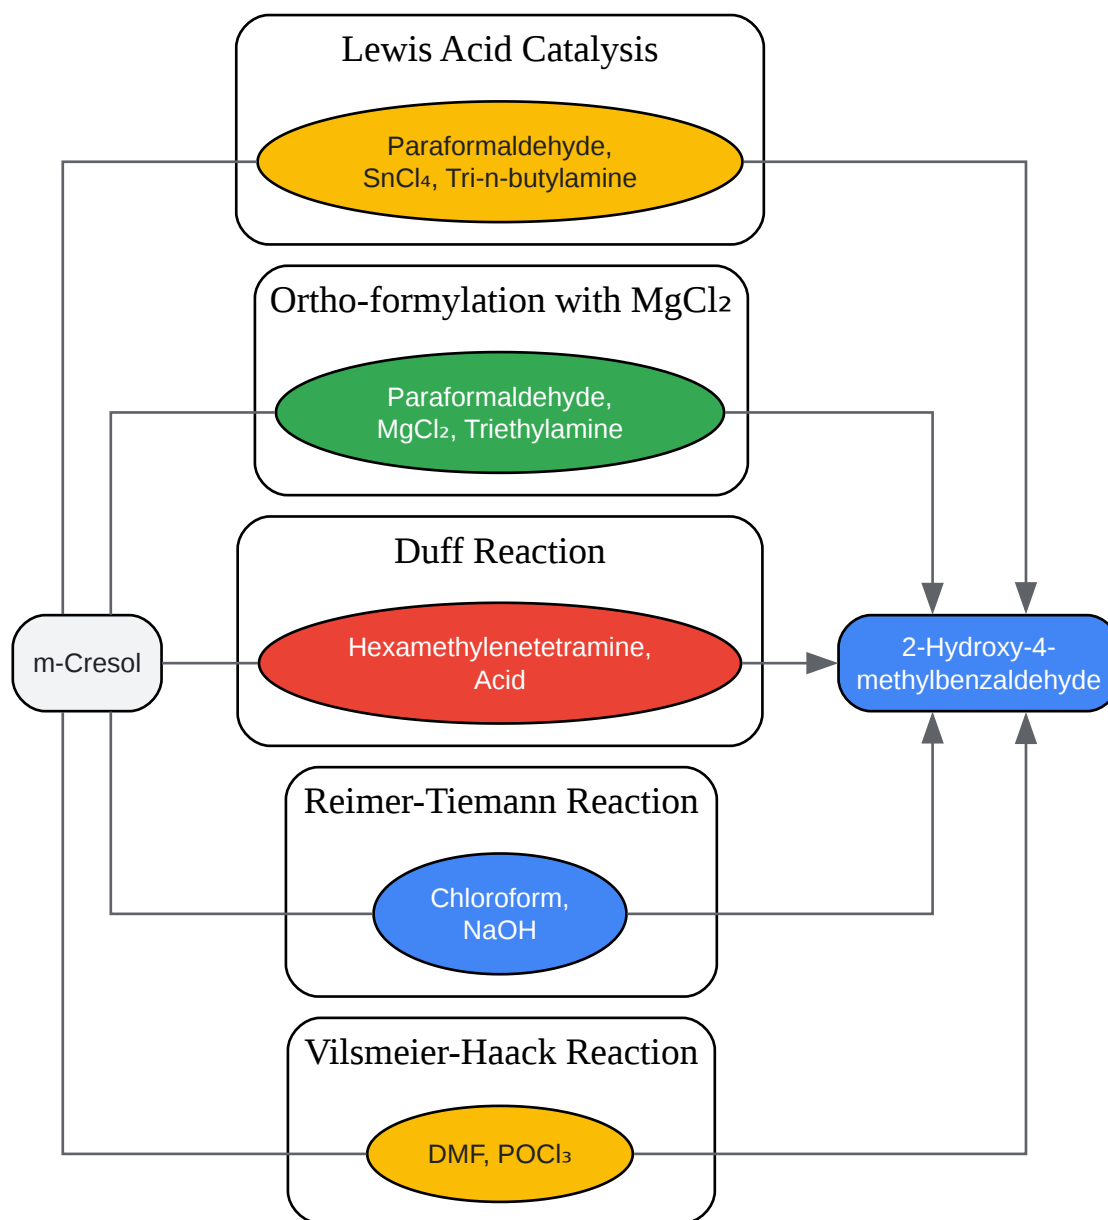 Lewis Acid Catalysis
Paraformaldehyde,
SnCl₄, Tri-n-butylamine
Ortho-formylation with MgCl₂
Paraformaldehyde,
MgCl₂, Triethylamine
Duff Reaction
Hexamethylenetetramine,
Acid
m-Cresol
2-Hydroxy-4-
methylbenzaldehyde
Reimer-Tiemann Reaction
Chloroform,
NaOH
Vilsmeier-Haack Reaction
DMF, POCl₃